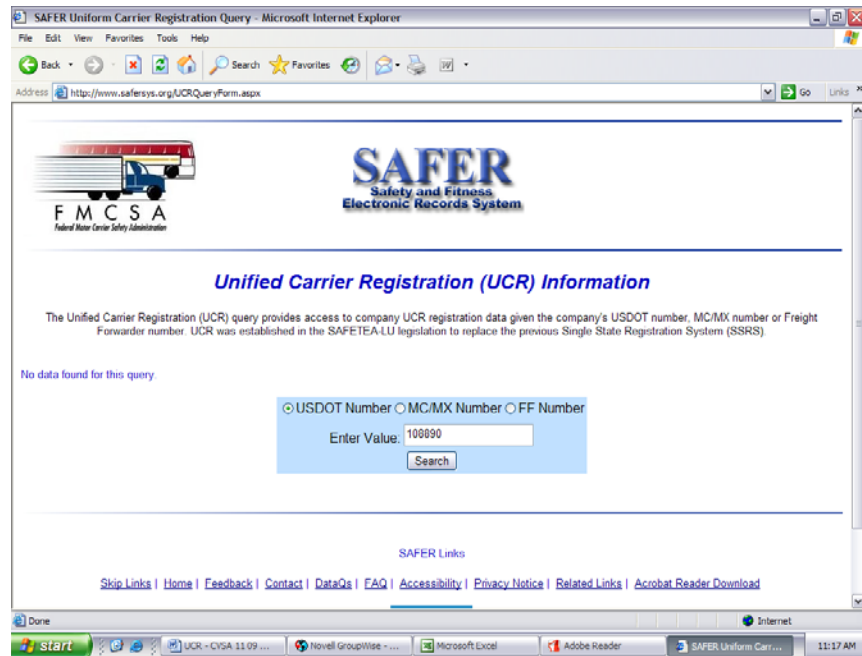 SAFER Uniform Carrier Registration Query - Microsoft Internet Explorer
File Edit View Favorites Tools Help
Back Search Favorites
Address http://www.safersys.org/UCRQueryForm.aspx Go Links »
FMCSA
Federal Motor Carrier Safety Administration
SAFER
Safety and Fitness
Electronic Records System
Unified Carrier Registration (UCR) Information
The Unified Carrier Registration (UCR) query provides access to company UCR registration data given the company's USDOT number, MC/MX number or Freight
Forwarder number. UCR was established in the SAFETEA-LU legislation to replace the previous Single State Registration System (SSRS).
No data found for this query.
USDOT Number MC/MX Number FF Number
Enter Value: 108890
Search
SAFER Links
Skip Links | Home | Feedback | Contact | DataQs | FAQ | Accessibility | Privacy Notice | Related Links | Acrobat Reader Download
Done Internet
start UCR - CVSA 11 09 ... Novell GroupWise - ... Microsoft Excel Adobe Reader SAFER Uniform Carr... 11:17 AM